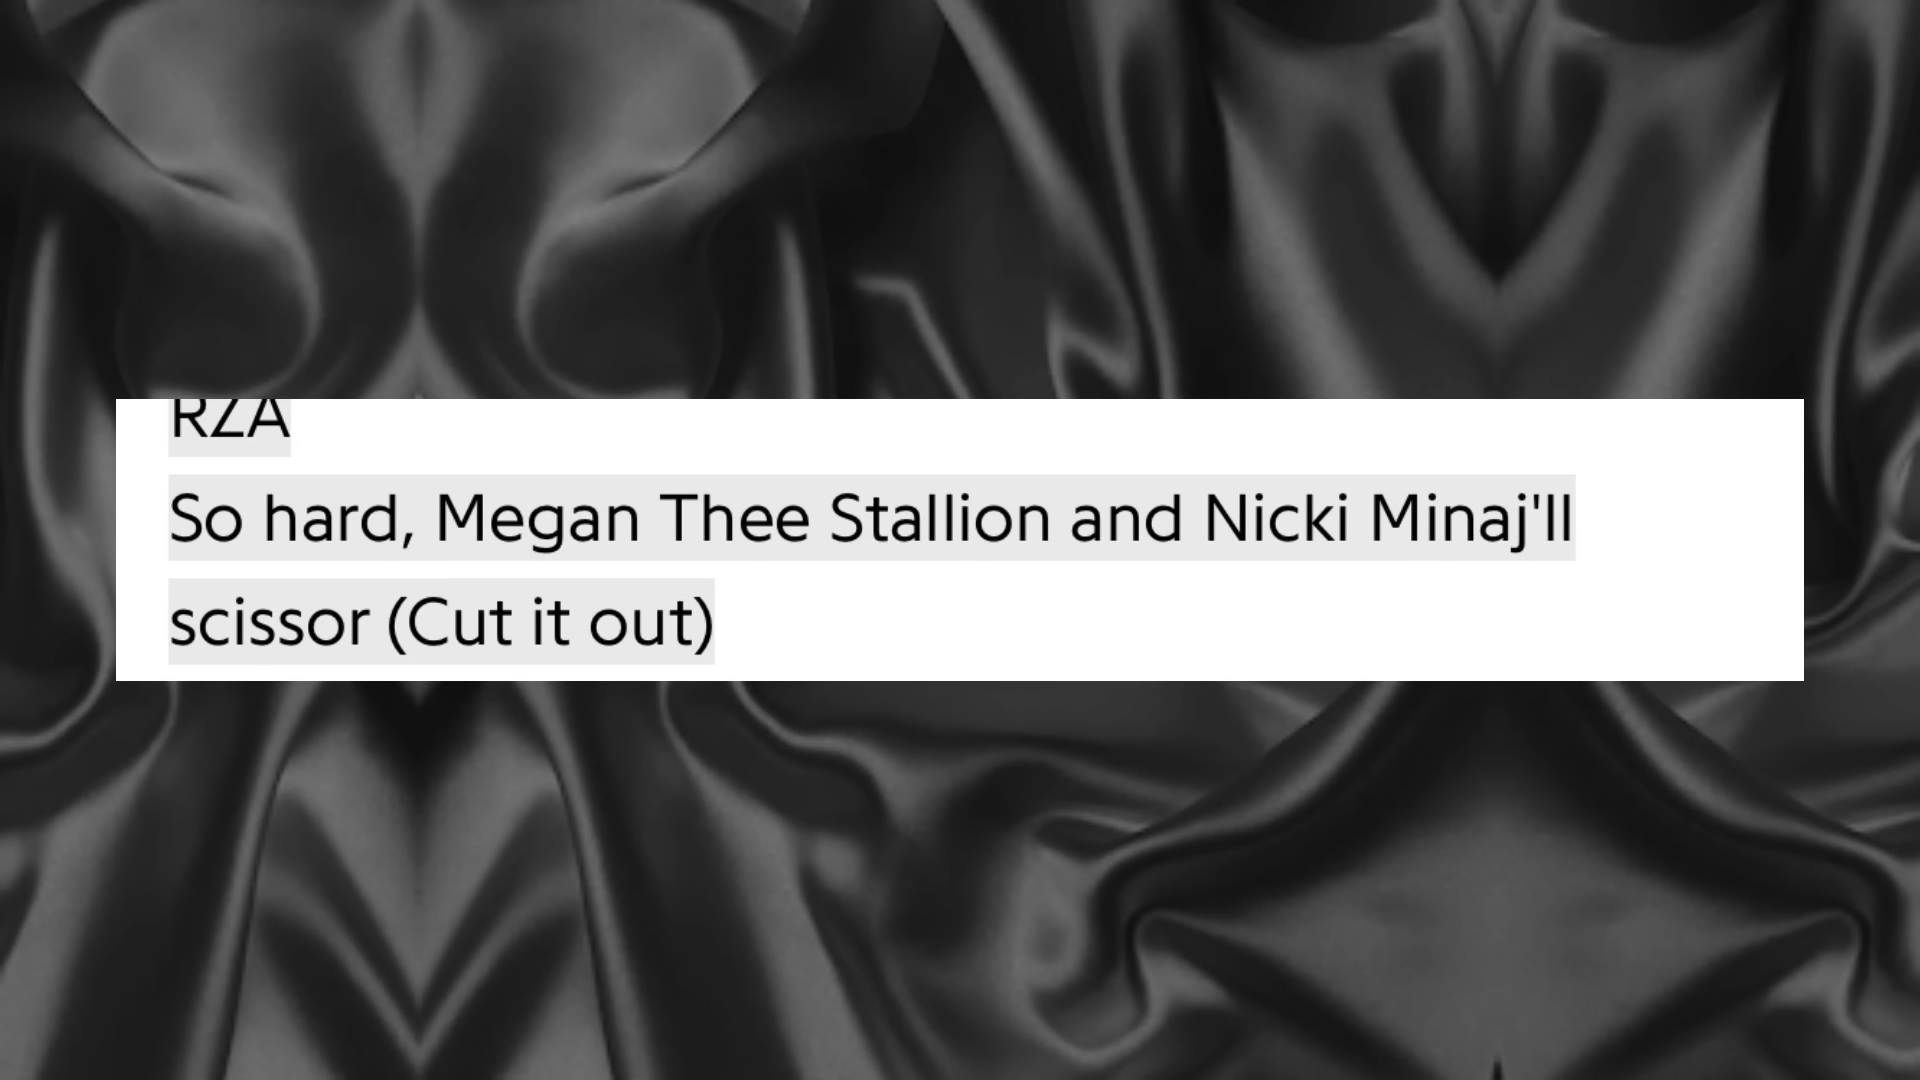 RZA
So hard, Megan Thee Stallion and Nicki Minaj'll
scissor (Cut it out)